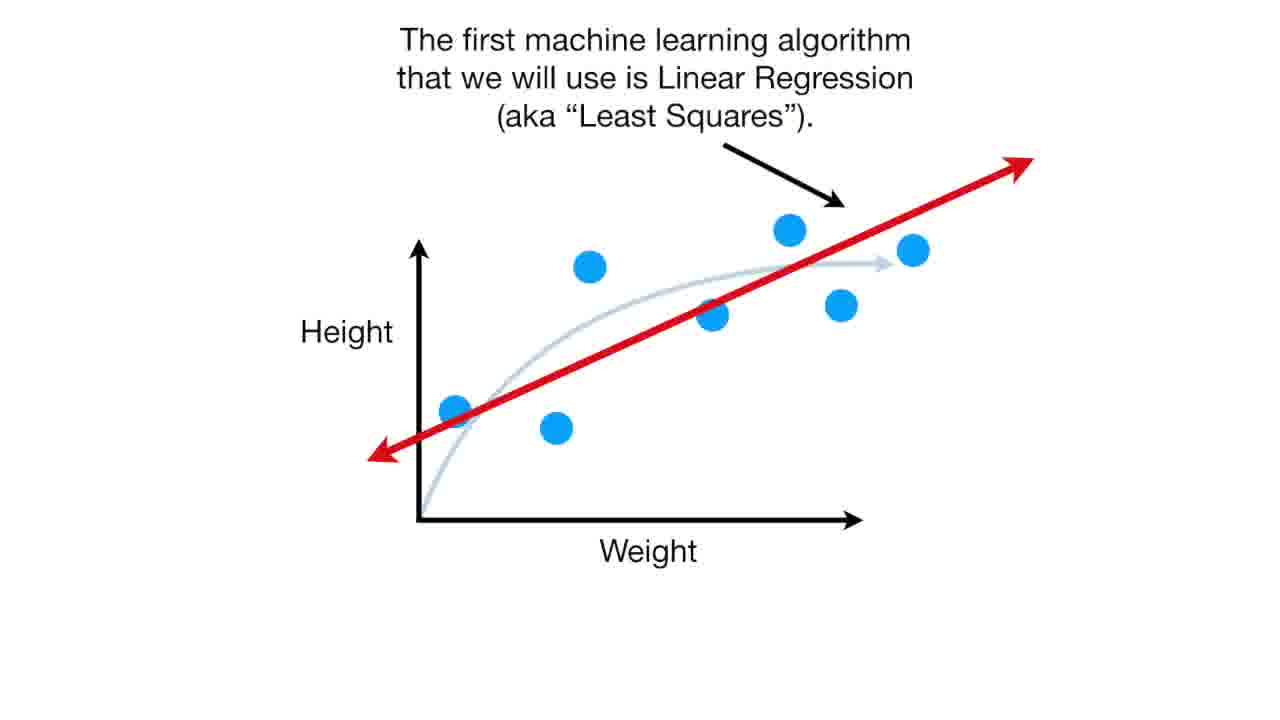 The first machine learning algorithm
that we will use is Linear Regression
(aka “Least Squares”).
Height
Weight